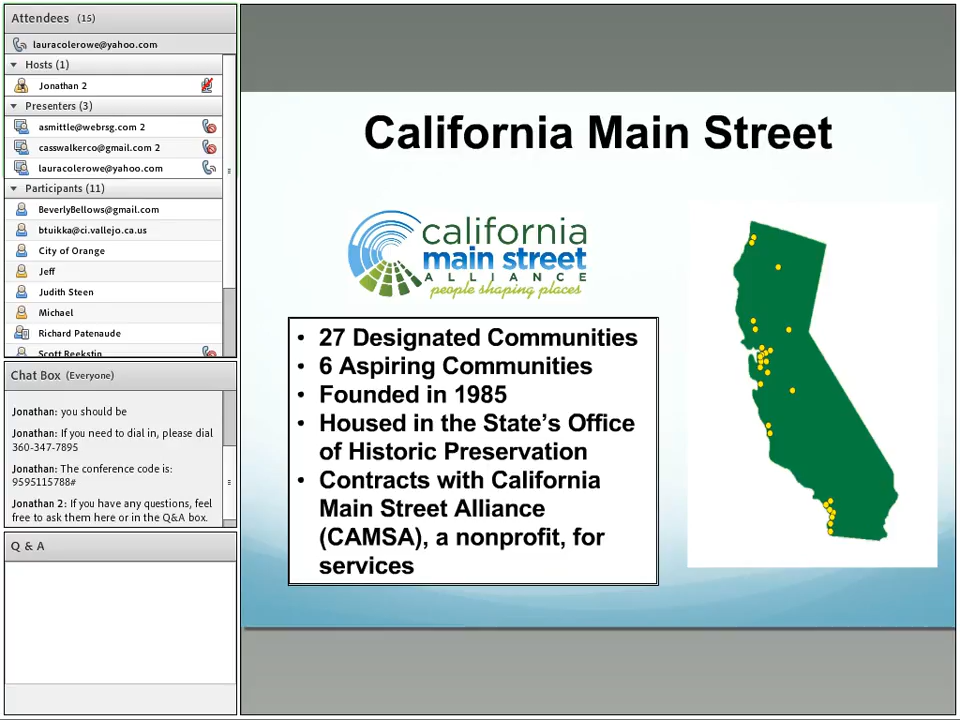 Attendees (15)
lauracolerowe@yahoo.com
Hosts (1)
Jonathan 2
Presenters (3)
asmittle@webrsg.com 2
casswalkerco@gmail.com 2
lauracolerowe@yahoo.com
Participants (11)
BeverlyBellows@gmail.com
btuikka@ci.vallejo.ca.us
City of Orange
Jeff
Judith Steen
Michael
Richard Patenaude
Scott Reekstin
Chat Box (Everyone)
Jonathan: you should be
Jonathan: If you need to dial in, please dial
360-347-7895
Jonathan: The conference code is:
9595115788#
Jonathan 2: If you have any questions, feel
free to ask them here or in the Q&A box.
Q & A
California Main Street
california
main street
ALLIANCE
people shaping places
• 27 Designated Communities
• 6 Aspiring Communities
• Founded in 1985
• Housed in the State’s Office
of Historic Preservation
• Contracts with California
Main Street Alliance
(CAMSA), a nonprofit, for
services